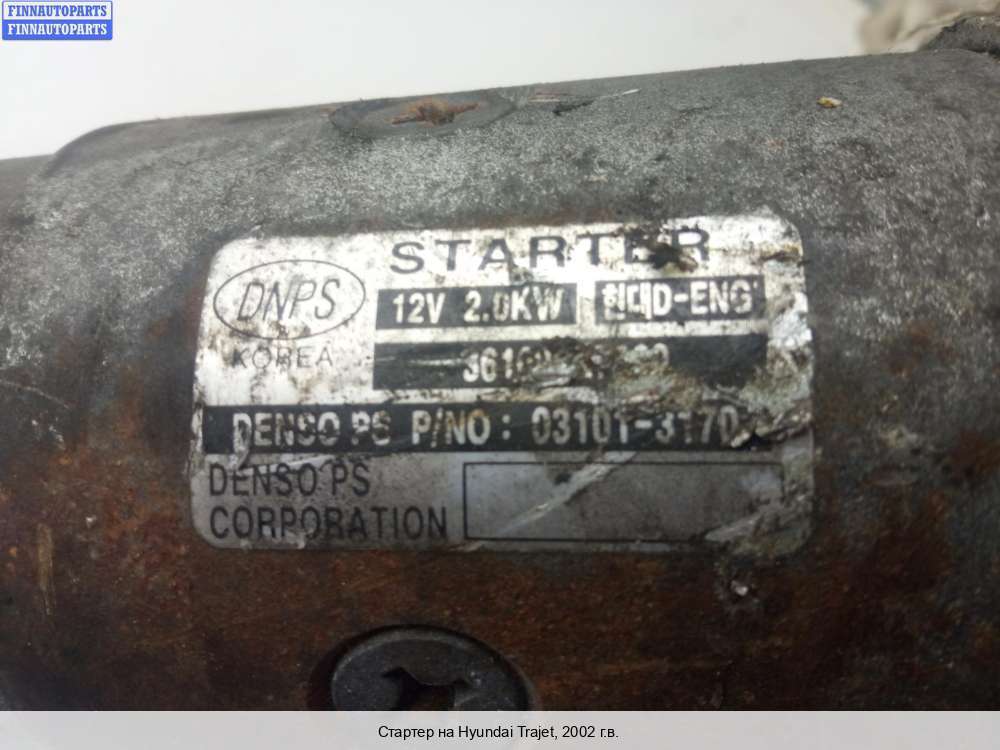 FINNAUTOPARTS
FINNAUTOPARTS
STARTER
DNPS
12V 2.0KW
현대D-ENG
KOREA
DENSO PS P/NO : 03101-3170
DENSO PS
CORPORATION
Стартер на Hyundai Trajet, 2002 г.в.